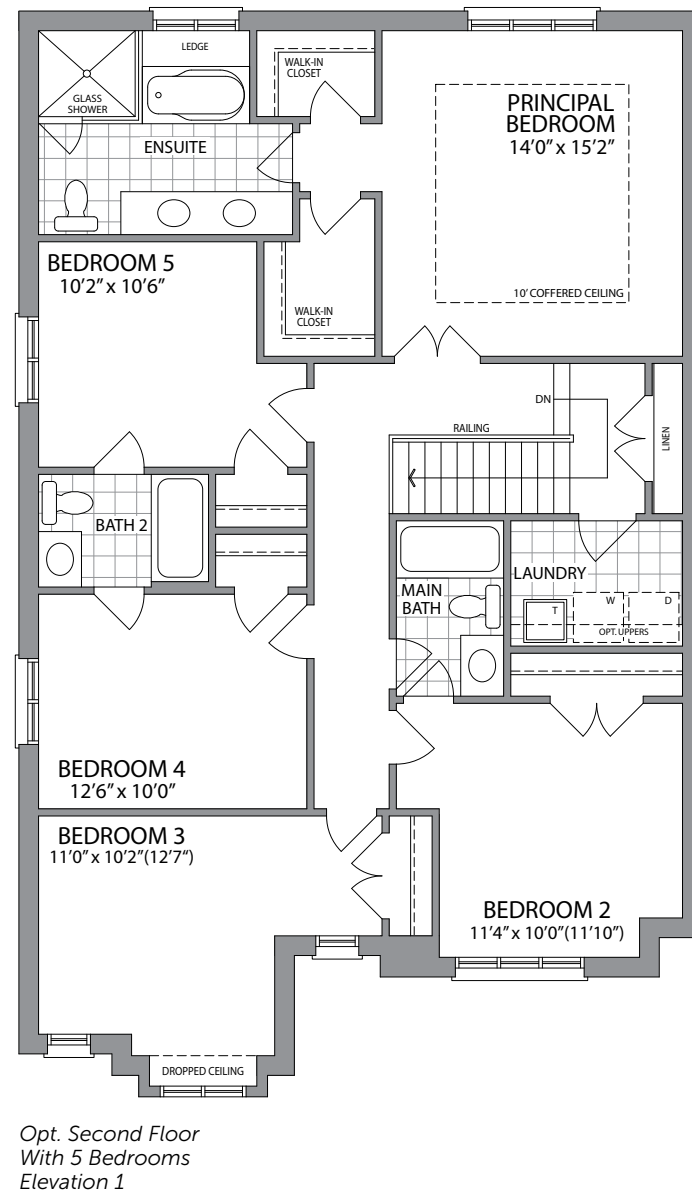 LEDGE
GLASS
SHOWER
WALK-IN
CLOSET
PRINCIPAL
BEDROOM
14'0" x 15'2"
10' COFFERED CEILING
ENSUITE
BEDROOM 5
10'2" x 10'6"
WALK-IN
CLOSET
DN
RAILING
LINEN
BATH 2
MAIN
BATH
LAUNDRY
T
W
D
OPT. UPPERS
BEDROOM 4
12'6" x 10'0"
BEDROOM 3
11'0" x 10'2"(12'7")
BEDROOM 2
11'4" x 10'0"(11'10")
DROPPED CEILING
Opt. Second Floor
With 5 Bedrooms
Elevation 1